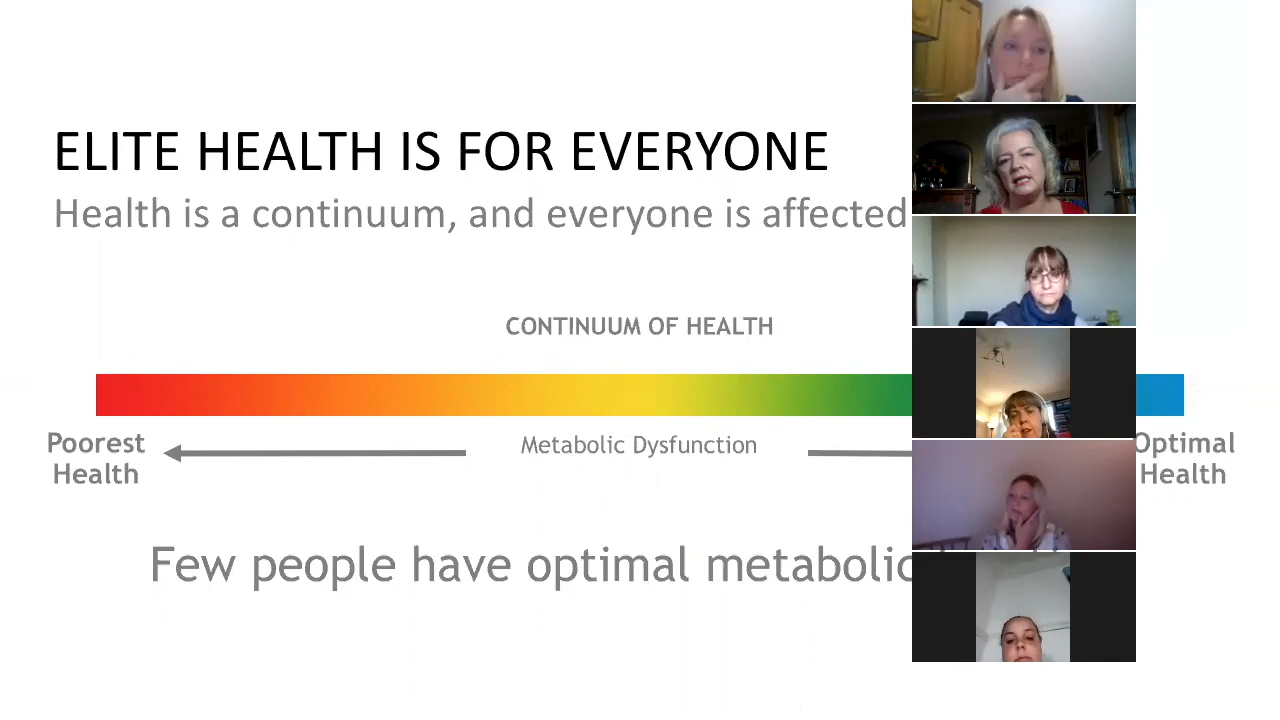 ELITE HEALTH IS FOR EVERYONE
Health is a continuum, and everyone is affected
CONTINUUM OF HEALTH
Poorest
Health
Metabolic Dysfunction
Optimal
Health
Few people have optimal metabolic